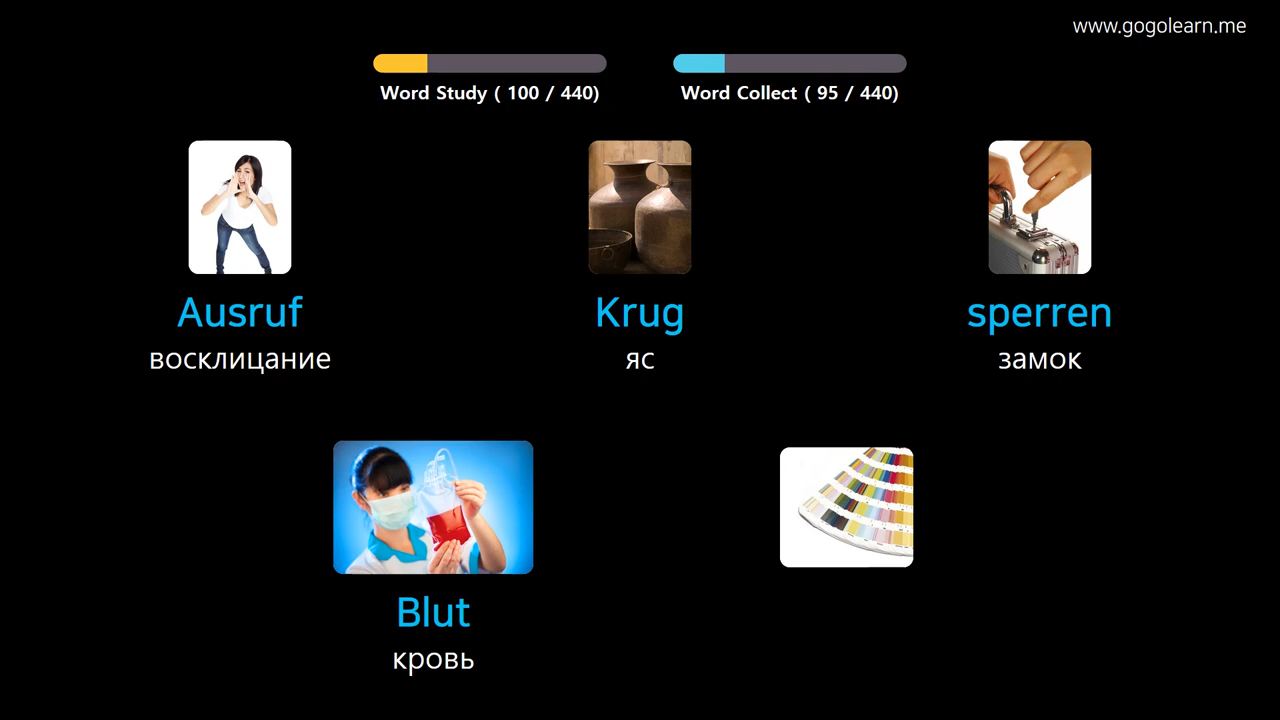 www.gogolearn.me
Word Study ( 100 / 440)
Word Collect ( 95 / 440)
Ausruf
восклицание
Krug
яс
sperren
замок
Blut
кровь